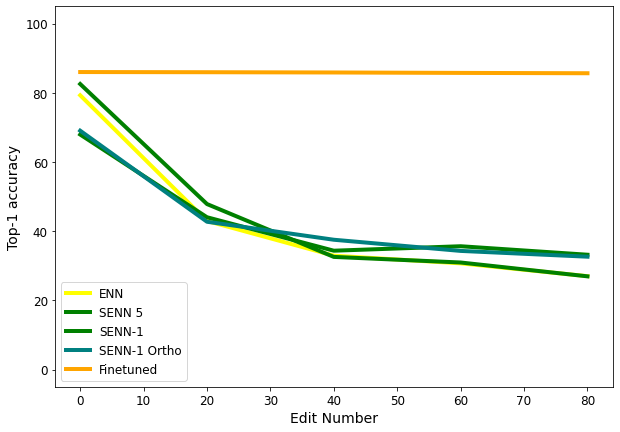 100
80
60
40
20
0
Top-1 accuracy
ENN
SENN 5
SENN-1
SENN-1 Ortho
Finetuned
0 10 20 30 40 50 60 70 80
Edit Number